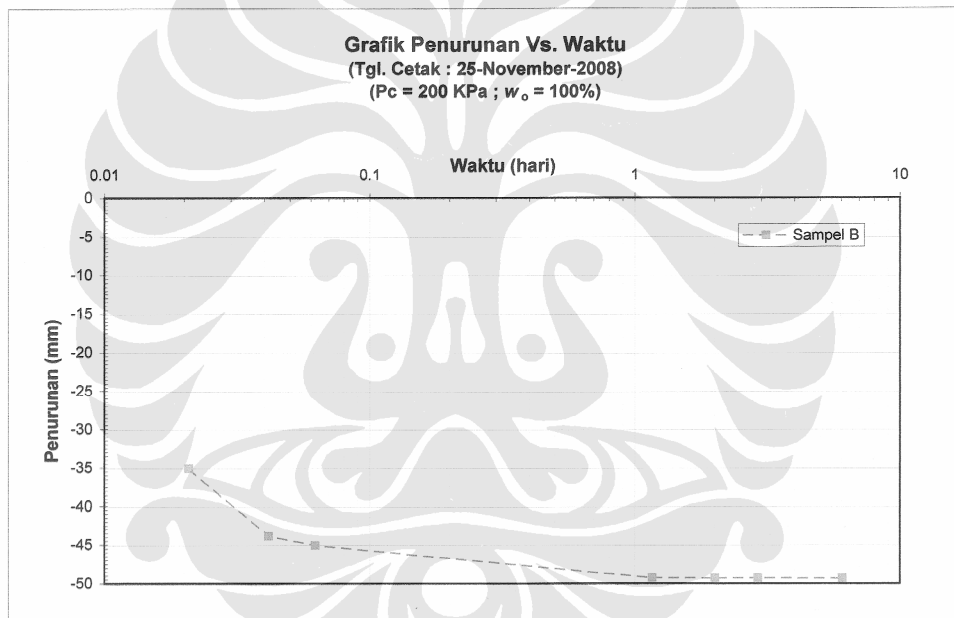 Grafik Penurunan Vs. Waktu
(Tgl. Cetak : 25-November-2008)
(Pc = 200 KPa ; wo = 100%)
Waktu (hari)
0.01 0.1 1 10
0
-5
-10
-15
-20
-25
-30
-35
-40
-45
-50
Penurunan (mm)
Sampel B